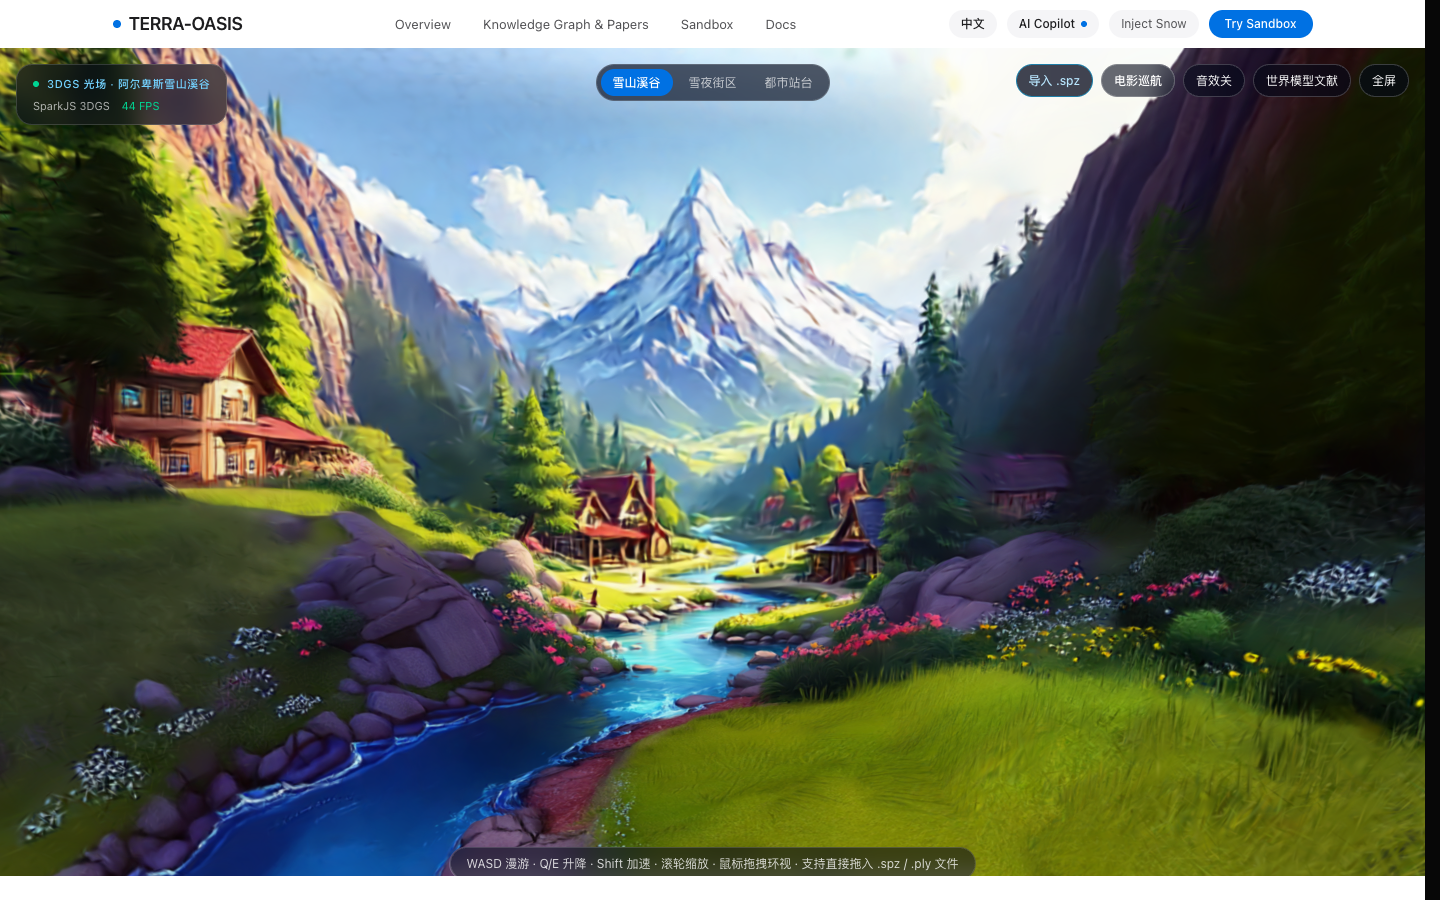 TERRA-OASIS
Overview
Knowledge Graph & Papers
Sandbox
Docs
中文
AI Copilot
Inject Snow
Try Sandbox
3DGS 光场 · 阿尔卑斯雪山溪谷
SparkJS 3DGS 44 FPS
雪山溪谷
雪夜街区
都市站台
导入 .spz
电影巡航
音效关
世界模型文献
全屏
WASD 漫游 · Q/E 升降 · Shift 加速 · 滚轮缩放 · 鼠标拖拽环视 · 支持直接拖入 .spz / .ply 文件